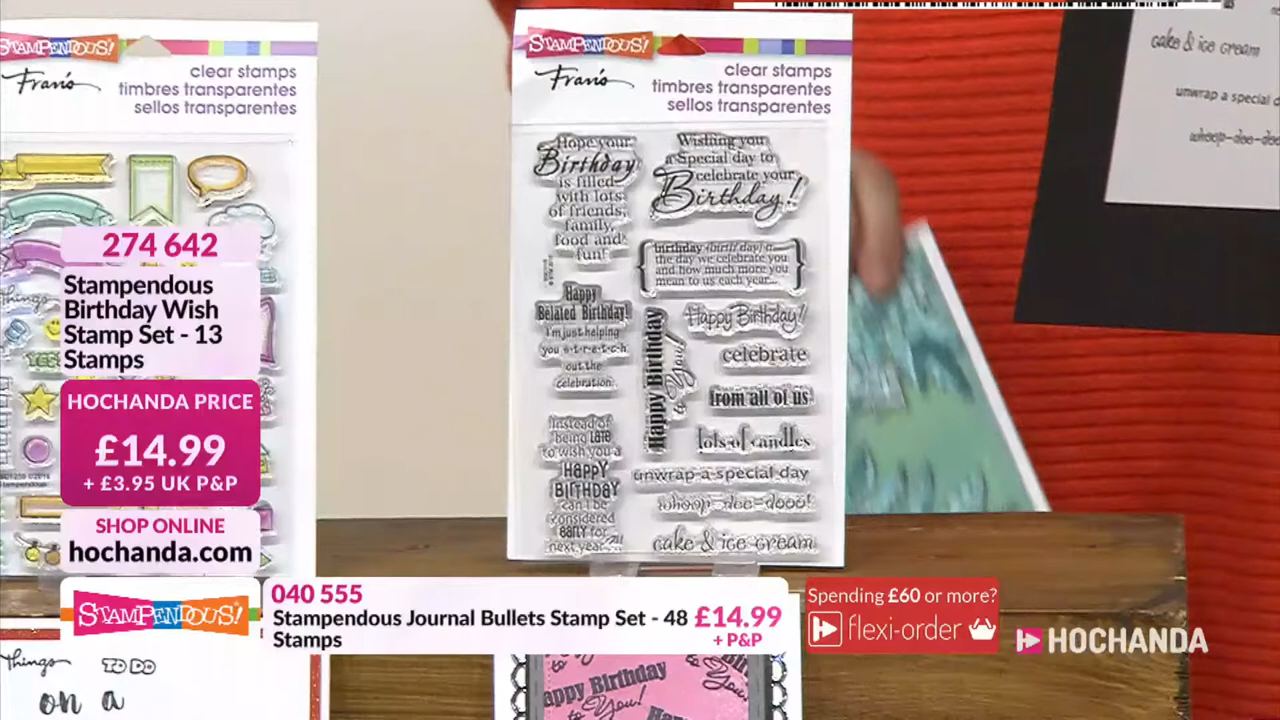 STAMPENDOUS!
Fran's
clear stamps
timbres transparentes
sellos transparentes
Things
YES
274 642
Stampendous
Birthday Wish
Stamp Set - 13
Stamps
HOCHANDA PRICE
£14.99
+ £3.95 UK P&P
SHOP ONLINE
hochanda.com
STAMPENDOUS!
Fran's
clear stamps
timbres transparentes
sellos transparentes
Hope your
Birthday
is filled
with lots
of friends,
family,
food and
fun!
Wishing you
a Special day to
celebrate your
Birthday!
birthday (birth'day) n.
the day we celebrate you
and how much more you
mean to us each year...
Happy
Belated Birthday!
I'm just helping
you s-t-r-e-t-c-h
out the
celebration.
Happy Birthday
to You!
Happy Birthday!
celebrate
from all of us
lots of candles
Instead of
being LATE
to wish you a
HAPPY
BIRTHDAY
can I be
considered
EARLY for
next year...?!
unwrap a special day
whoop-dee-dooo!
cake & ice cream
cake & ice cream
unwrap a special d
whoop-dee-doo
STAMPENDOUS!
040 555
Stampendous Journal Bullets Stamp Set - 48
Stamps
£14.99
+ P&P
Spending £60 or more?
flexi-order
HOCHANDA
Things
TO DO
on a
to
You!
appy Birthday
to You!
Ha